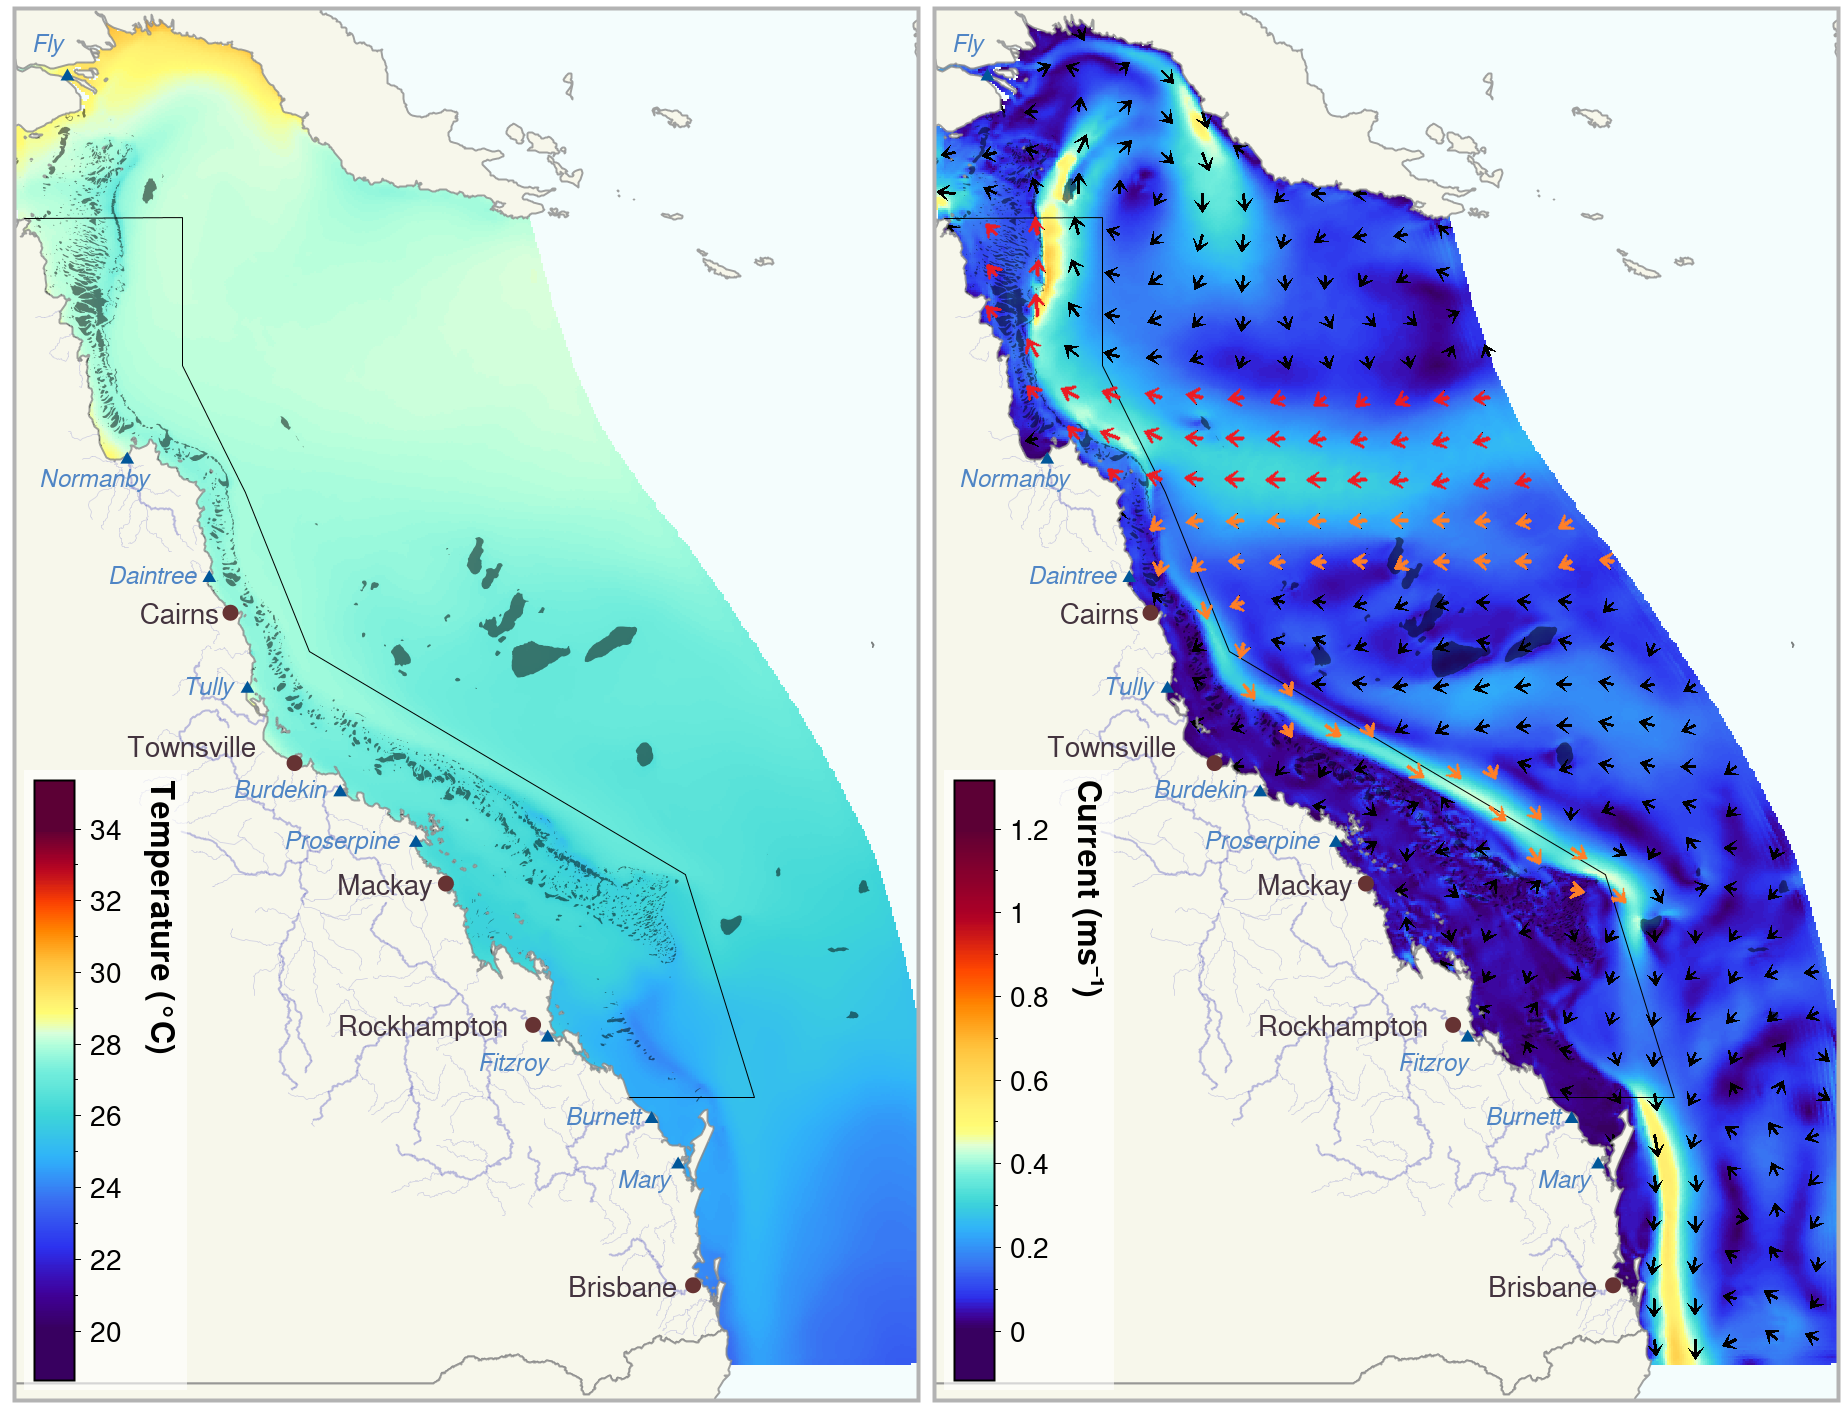 Fly
Normanby
Daintree
Cairns
Tully
Townsville
Burdekin
Proserpine
Mackay
Rockhampton
Fitzroy
Burnett
Mary
Brisbane
Temperature (°C)
34
32
30
28
26
24
22
20
Fly
Normanby
Daintree
Cairns
Tully
Townsville
Burdekin
Proserpine
Mackay
Rockhampton
Fitzroy
Burnett
Mary
Brisbane
Current (ms⁻¹)
1.2
1
0.8
0.6
0.4
0.2
0